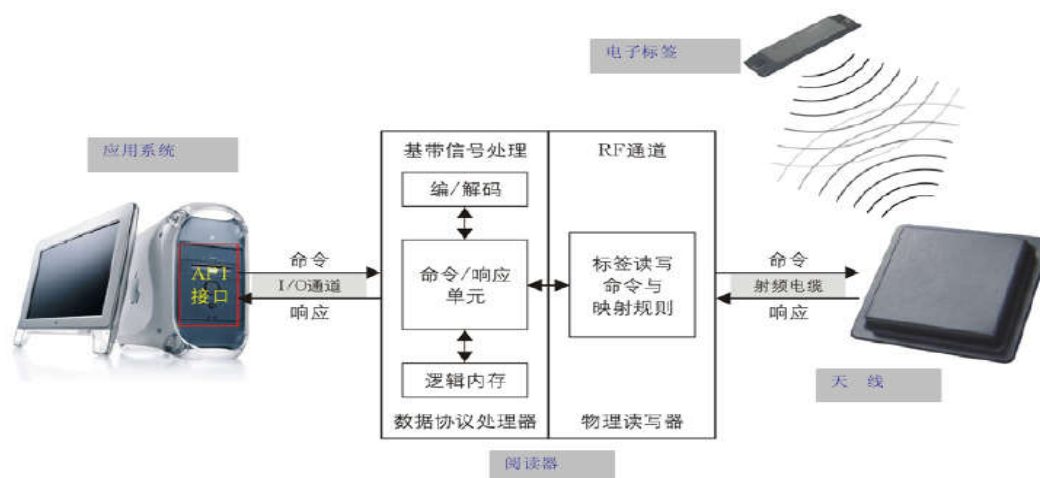 电子标签
应用系统
基带信号处理
RF通道
编/解码
命令/响应
单元
标签读写
命令与
映射规则
API
接口
命令
I/O通道
响应
命令
射频电缆
响应
逻辑内存
数据协议处理器
物理读写器
天 线
阅读器